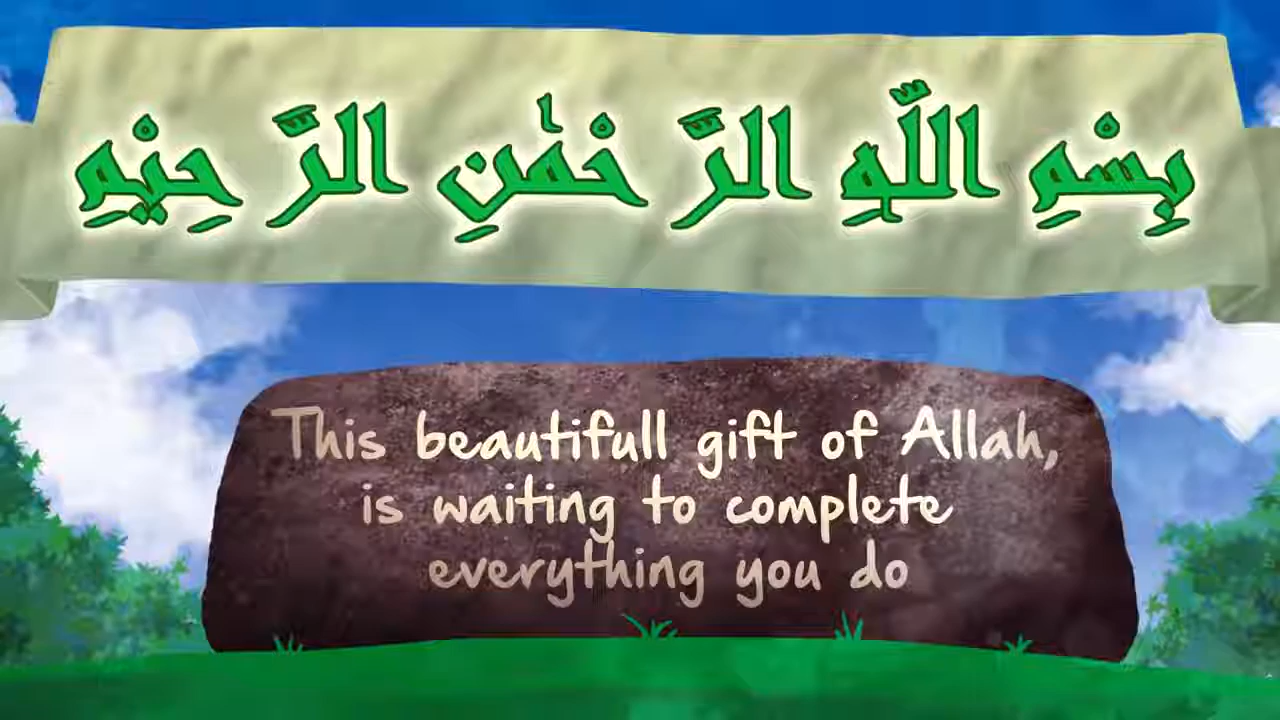 بِسْمِ اللّٰهِ الرَّحْمٰنِ الرَّحِيْمِ
This beautifull gift of Allah,
is waiting to complete
everything you do